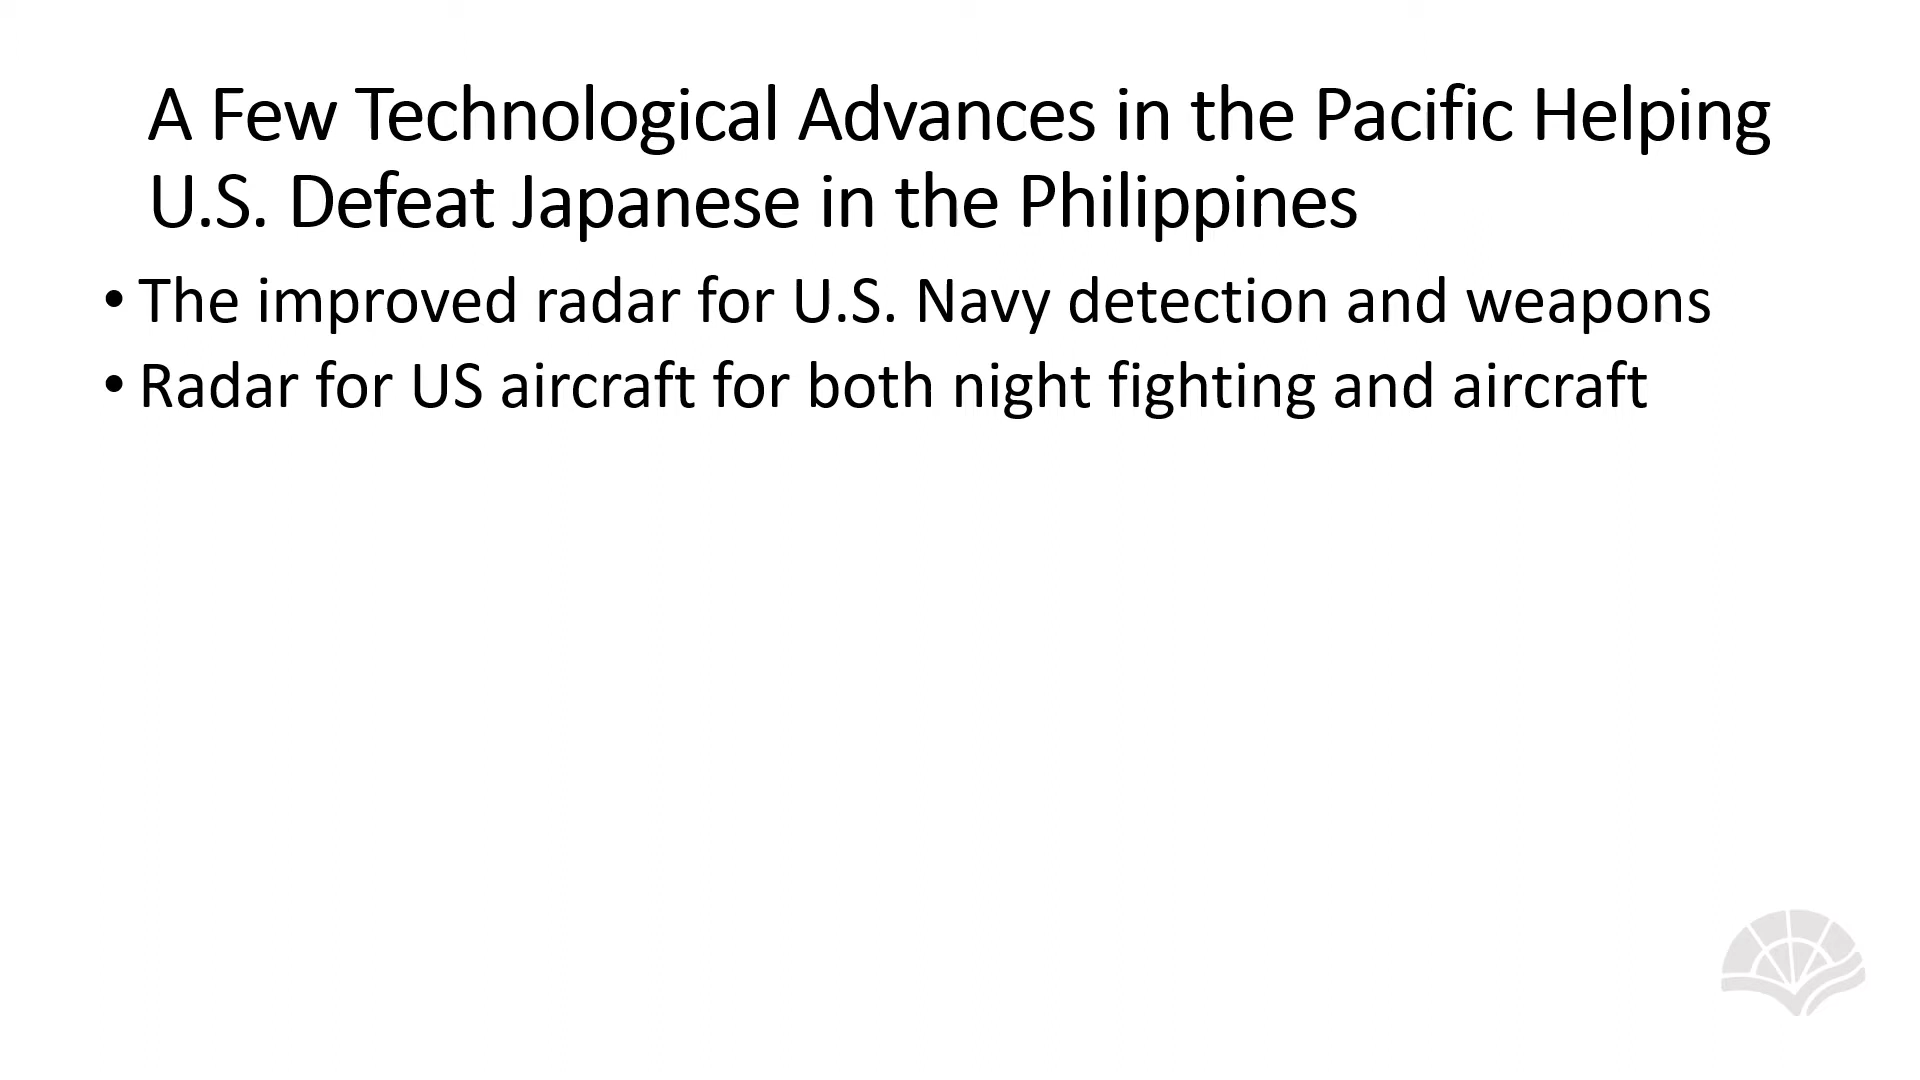 A Few Technological Advances in the Pacific Helping
U.S. Defeat Japanese in the Philippines
• The improved radar for U.S. Navy detection and weapons
• Radar for US aircraft for both night fighting and aircraft